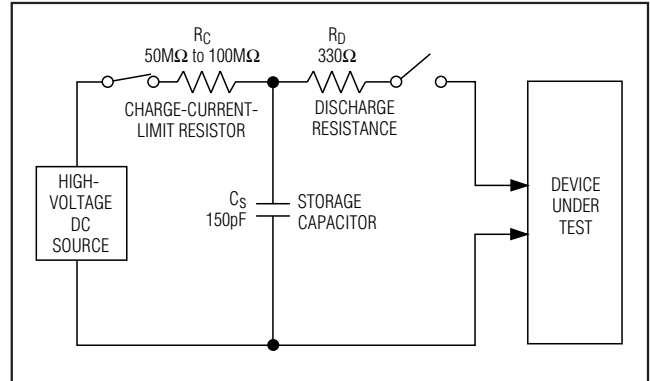 RC
50MΩ to 100MΩ
CHARGE-CURRENT-
LIMIT RESISTOR
RD
330Ω
DISCHARGE
RESISTANCE
HIGH-
VOLTAGE
DC
SOURCE
CS
150pF
STORAGE
CAPACITOR
DEVICE
UNDER
TEST